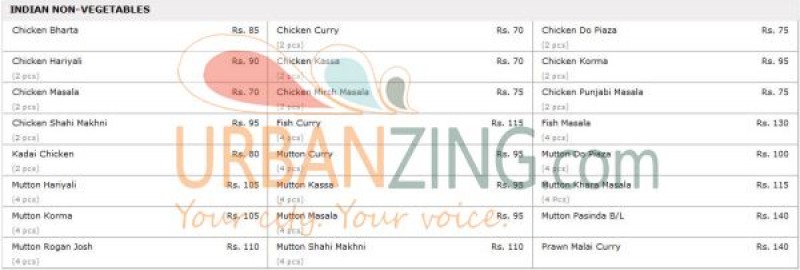 INDIAN NON-VEGETABLES
Chicken Bharta Rs. 85 Chicken Curry Rs. 70 Chicken Do Piaza Rs. 75
(2 pcs) (2 pcs)
Chicken Hariyali Rs. 90 Chicken Kassa Rs. 70 Chicken Korma Rs. 95
(2 pcs) (2 pcs) (2 pcs)
Chicken Masala Rs. 70 Chicken Mirch Masala Rs. 75 Chicken Punjabi Masala Rs. 75
(2 pcs) (2 pcs) (2 pcs)
Chicken Shahi Makhni Rs. 95 Fish Curry Rs. 115 Fish Masala Rs. 130
(2 pcs) (4 pcs) (4 pcs)
Kadai Chicken Rs. 80 Mutton Curry Rs. 95 Mutton Do Piaza Rs. 100
(2 pcs) (4 pcs) (4 pcs)
Mutton Hariyali Rs. 105 Mutton Kassa Rs. 95 Mutton Khara Masala Rs. 115
(4 pcs) (4 pcs) (4 Pcs)
Mutton Korma Rs. 105 Mutton Masala Rs. 95 Mutton Pasinda B/L Rs. 140
(4 pcs) (4 pcs)
Mutton Rogan Josh Rs. 110 Mutton Shahi Makhni Rs. 110 Prawn Malai Curry Rs. 140
(4 pcs) (4 pcs)
URBANZING.com
Your city. Your voice.